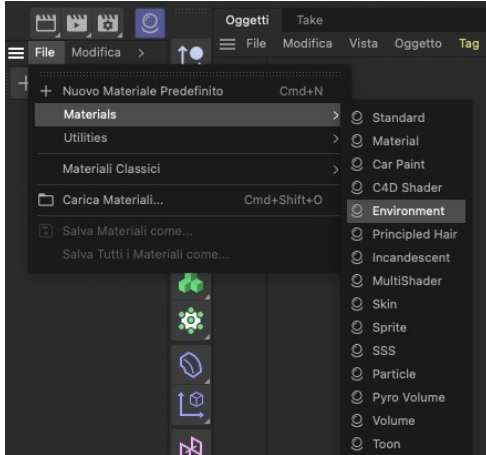 Oggetti Take
File Modifica >
File Modifica Vista Oggetto Tag
Nuovo Materiale Predefinito Cmd+N
Materials >
Utilities >
Materiali Classici >
Carica Materiali... Cmd+Shift+O
Salva Materiali come...
Salva Tutti i Materiali come...
Standard
Material
Car Paint
C4D Shader
Environment
Principled Hair
Incandescent
MultiShader
Skin
Sprite
SSS
Particle
Pyro Volume
Volume
Toon